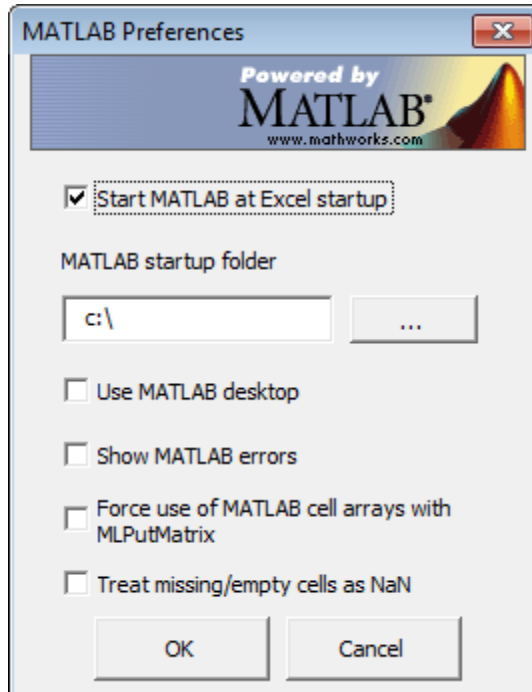 MATLAB Preferences
Powered by
MATLAB®
www.mathworks.com
Start MATLAB at Excel startup
MATLAB startup folder
c:\
...
Use MATLAB desktop
Show MATLAB errors
Force use of MATLAB cell arrays with
MLPutMatrix
Treat missing/empty cells as NaN
OK
Cancel